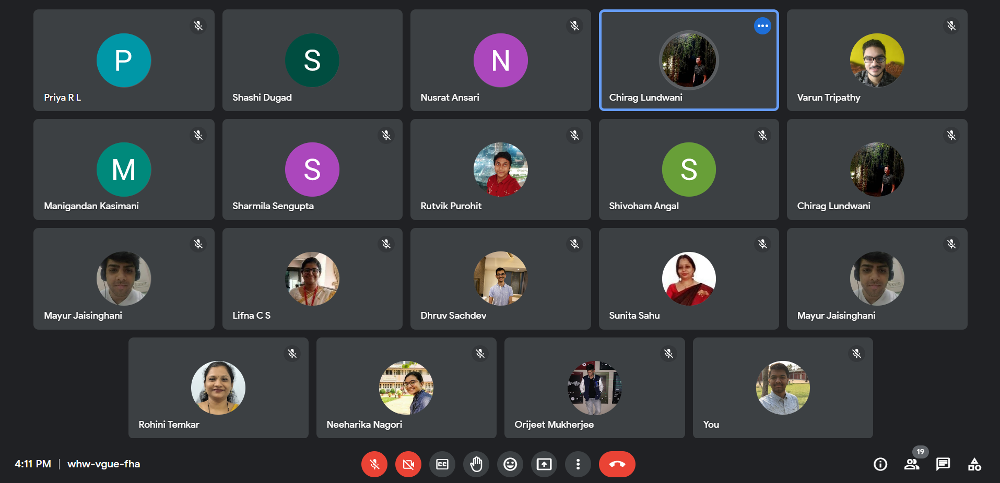 P
Priya R L
S
Shashi Dugad
N
Nusrat Ansari
Chirag Lundwani
Varun Tripathy
M
Manigandan Kasimani
S
Sharmila Sengupta
Rutvik Purohit
S
Shivoham Angal
Chirag Lundwani
Mayur Jaisinghani
Lifna C S
Dhruv Sachdev
Sunita Sahu
Mayur Jaisinghani
Rohini Temkar
Neeharika Nagori
Orijeet Mukherjee
You
4:11 PM | whw-vgue-fha
CC
19